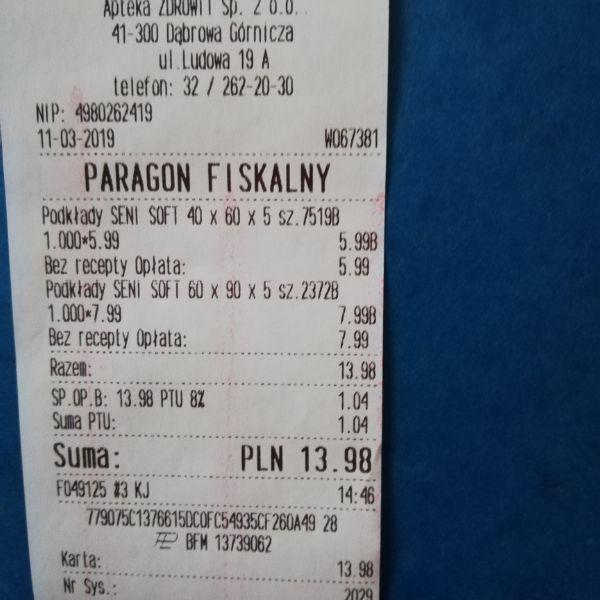 Apteka ZDROWIT Sp. z o.o.
41-300 Dąbrowa Górnicza
ul.Ludowa 19 A
telefon: 32 / 262-20-30
NIP: 4980262419
11-03-2019 W067381
PARAGON FISKALNY
Podkłady SENI SOFT 40 x 60 x 5 sz.7519B
1.000*5.99 5.99B
Bez recepty Opłata: 5.99
Podkłady SENI SOFT 60 x 90 x 5 sz.2372B
1.000*7.99 7.99B
Bez recepty Opłata: 7.99
Razem: 13.98
SP.OP.B: 13.98 PTU 8% 1.04
Suma PTU: 1.04
Suma: PLN 13.98
F049125 #3 KJ 14:46
779075C1376615DC0FC54935CF260A49 28
BFM 13739062
Karta: 13.98
Nr Sys.: 2029